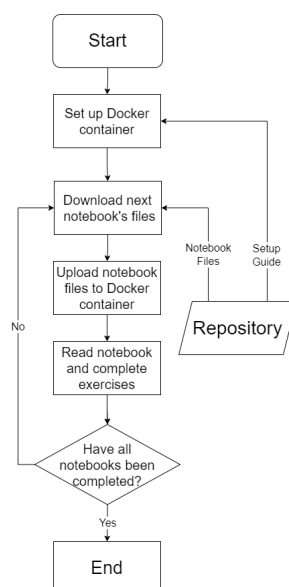 Start
Set up Docker
container
Download next
notebook's files
Notebook
Files
Setup
Guide
Upload notebook
files to Docker
container
Repository
No
Read notebook
and complete
exercises
Have all
notebooks been
completed?
Yes
End